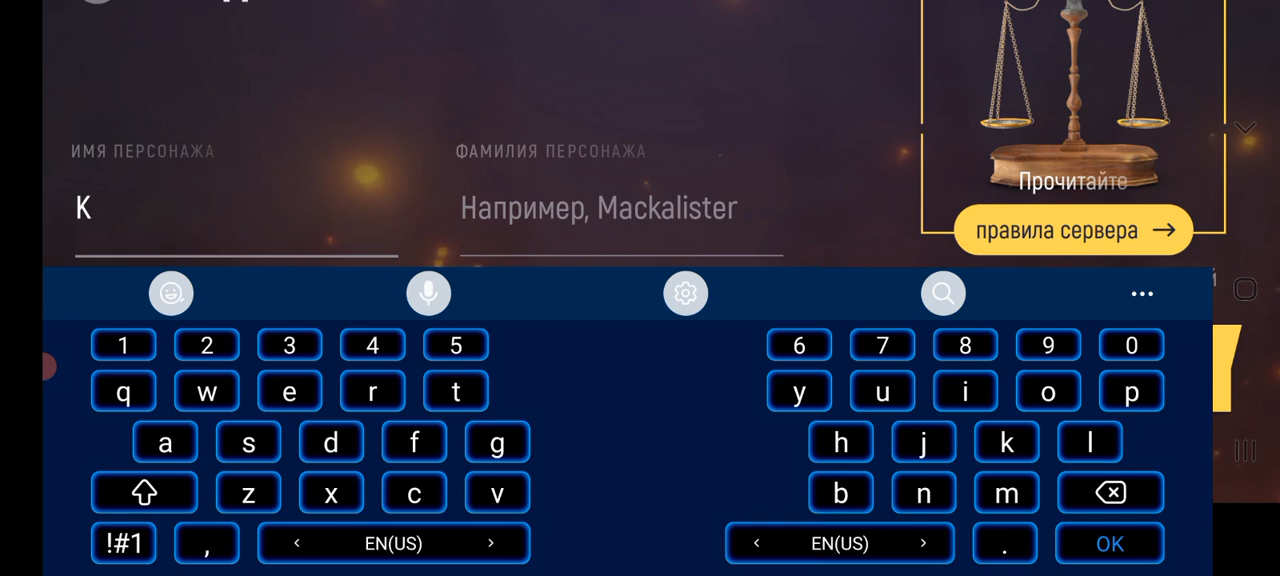 ИМЯ ПЕРСОНАЖА
ФАМИЛИЯ ПЕРСОНАЖА
К
Например, Mackalister
Прочитайте
правила сервера →
1 2 3 4 5 6 7 8 9 0
q w e r t y u i o p
a s d f g h j k l
z x c v b n m
!#1 , < EN(US) > < EN(US) > . OK